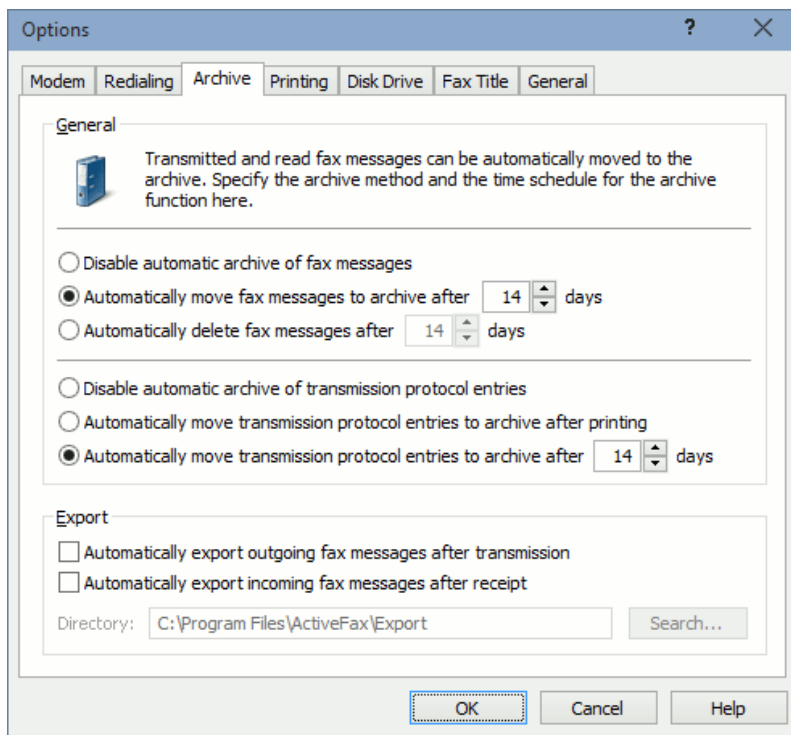 Options ?
Modem Redialing Archive Printing Disk Drive Fax Title General
General
Transmitted and read fax messages can be automatically moved to the
archive. Specify the archive method and the time schedule for the archive
function here.
Disable automatic archive of fax messages
Automatically move fax messages to archive after 14 days
Automatically delete fax messages after 14 days
Disable automatic archive of transmission protocol entries
Automatically move transmission protocol entries to archive after printing
Automatically move transmission protocol entries to archive after 14 days
Export
Automatically export outgoing fax messages after transmission
Automatically export incoming fax messages after receipt
Directory: C:\Program Files\ActiveFax\Export Search...
OK Cancel Help